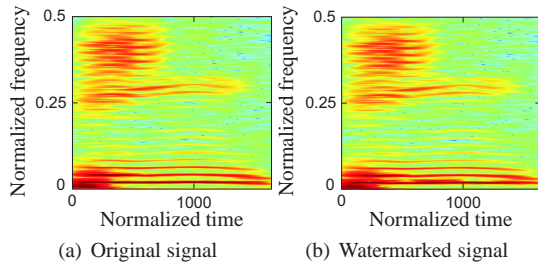 Normalized frequency
0.5
0.25
0
0
1000
Normalized time
(a) Original signal
Normalized frequency
0.5
0.25
0
0
1000
Normalized time
(b) Watermarked signal